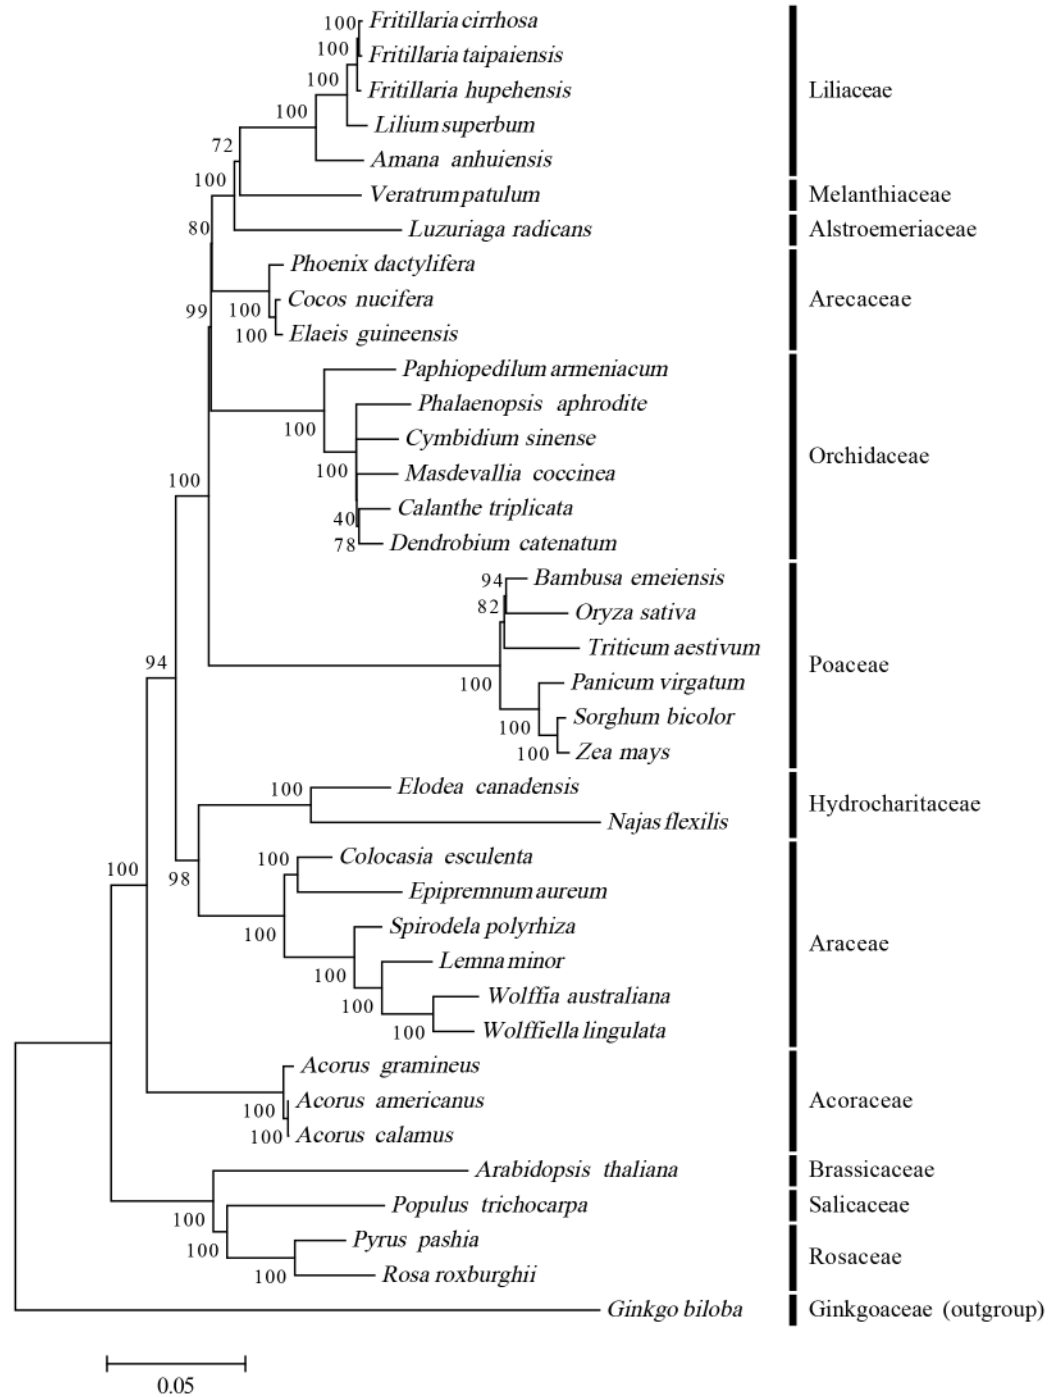 100 Fritillaria cirrhosa
100 Fritillaria taipaiensis
100 Fritillaria hupehensis Liliaceae
100 Lilium superbum
72 Amana anhuiensis
100 Veratrum patulum Melanthiaceae
80 Luzuriaga radicans Alstroemeriaceae
Phoenix dactylifera
99 100 Cocos nucifera Arecaceae
100 Elaeis guineensis
Paphiopedilum armeniacum
100 Phalaenopsis aphrodite
Cymbidium sinense
100 Masdevallia coccinea Orchidaceae
100 Calanthe triplicata
40
78 Dendrobium catenatum
94 Bambusa emeiensis
82 Oryza sativa
Triticum aestivum
94 100 Panicum virgatum Poaceae
100 Sorghum bicolor
100 Zea mays
100 Elodea canadensis
Najas flexilis Hydrocharitaceae
100 100 Colocasia esculenta
98 Epipremnum aureum
100 Spirodela polyrhiza
100 Lemna minor Araceae
100 Wolffia australiana
100 Wolffiella lingulata
Acorus gramineus
100 Acorus americanus Acoraceae
100 Acorus calamus
Arabidopsis thaliana Brassicaceae
100 Populus trichocarpa Salicaceae
100 Pyrus pashia
100 Rosa roxburghii Rosaceae
Ginkgo biloba Ginkgoaceae (outgroup)
0.05